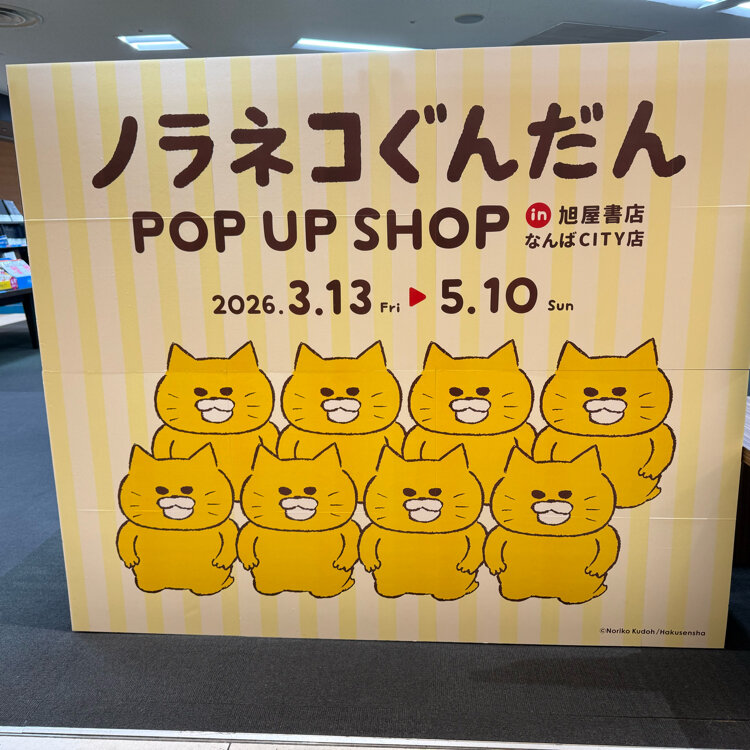 ノラネコぐんだん
POP UP SHOP in 旭屋書店
なんばCITY店
2026.3.13 Fri ▶ 5.10 Sun
©Noriko Kudoh/Hakusensha